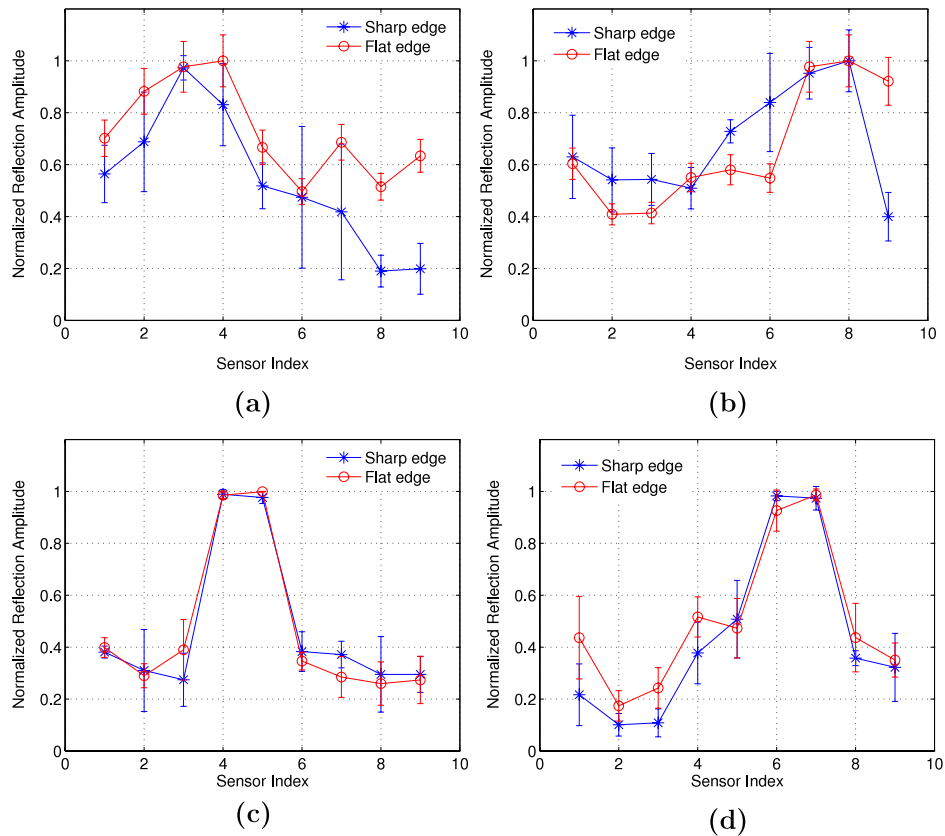 Sharp edge
Flat edge
Normalized Reflection Amplitude
1
0.8
0.6
0.4
0.2
0
0 2 4 6 8 10
Sensor Index
(a)
Sharp edge
Flat edge
Normalized Reflection Amplitude
1
0.8
0.6
0.4
0.2
0
0 2 4 6 8 10
Sensor Index
(b)
Sharp edge
Flat edge
Normalized Reflection Amplitude
1
0.8
0.6
0.4
0.2
0
0 2 4 6 8 10
Sensor Index
(c)
Sharp edge
Flat edge
Normalized Reflection Amplitude
1
0.8
0.6
0.4
0.2
0
0 2 4 6 8 10
Sensor Index
(d)